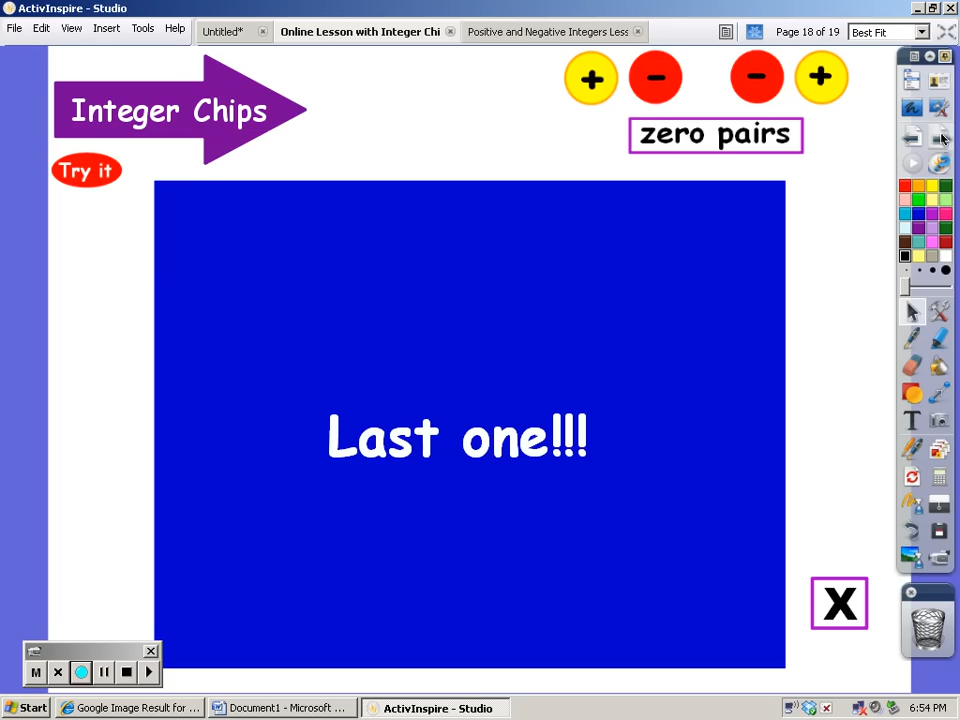 ActivInspire - Studio
File Edit View Insert Tools Help
Untitled* Online Lesson with Integer Chi Positive and Negative Integers Less
Page 18 of 19 Best Fit
Integer Chips
+ - - +
zero pairs
Try it
Last one!!!
X
M
T
Start Google Image Result for ... Document1 - Microsoft ... ActivInspire - Studio 6:54 PM